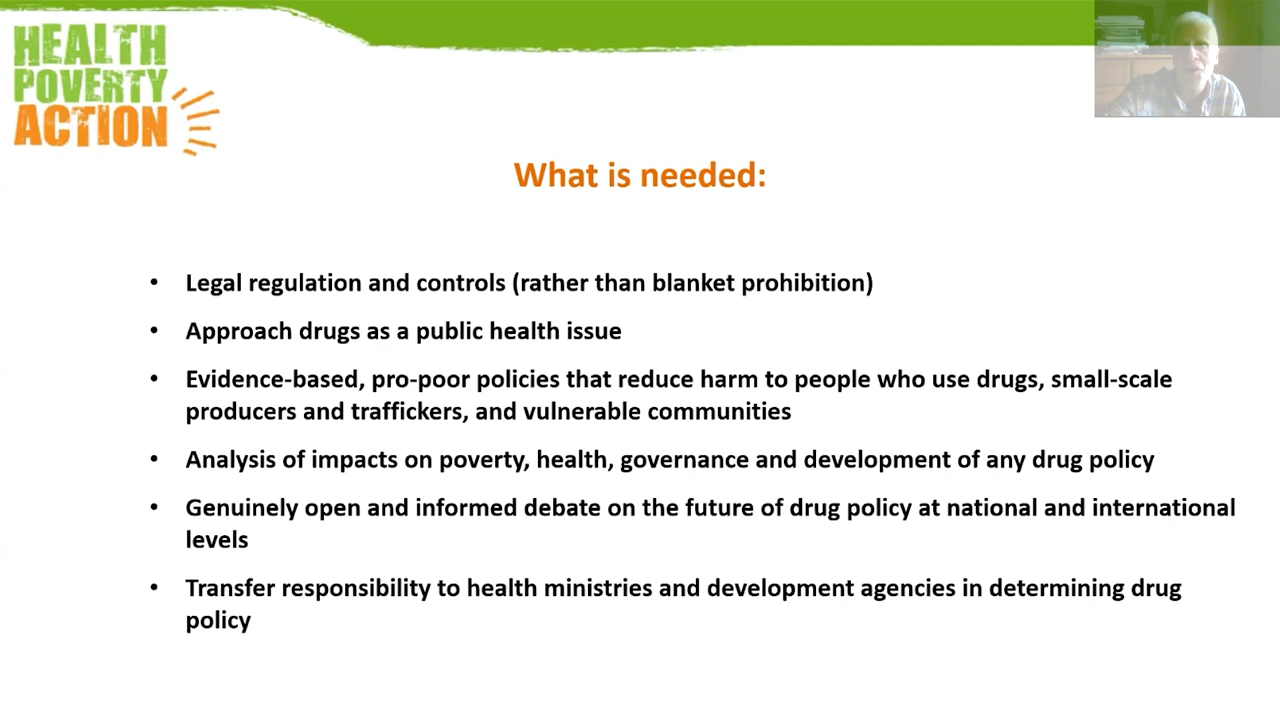 HEALTH
POVERTY
ACTION
What is needed:
• Legal regulation and controls (rather than blanket prohibition)
• Approach drugs as a public health issue
• Evidence-based, pro-poor policies that reduce harm to people who use drugs, small-scale
producers and traffickers, and vulnerable communities
• Analysis of impacts on poverty, health, governance and development of any drug policy
• Genuinely open and informed debate on the future of drug policy at national and international
levels
• Transfer responsibility to health ministries and development agencies in determining drug
policy